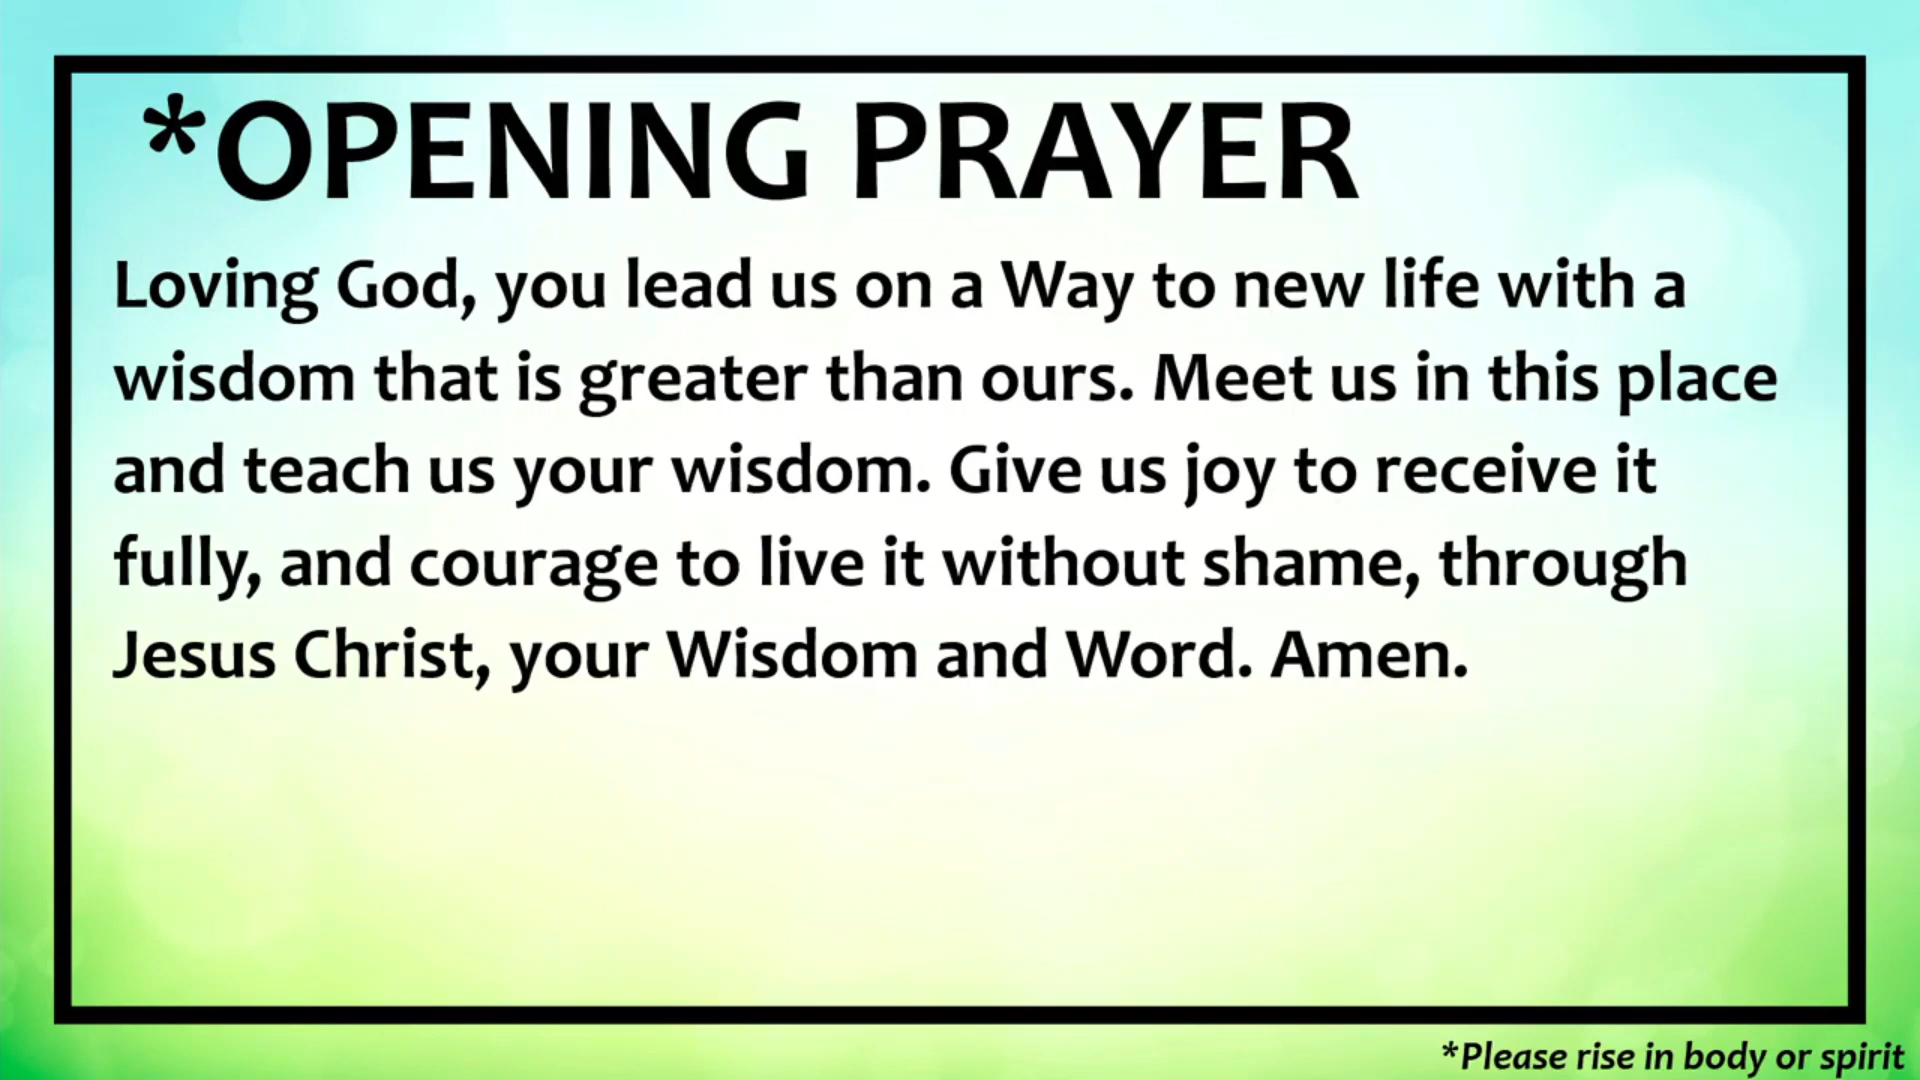 *OPENING PRAYER
Loving God, you lead us on a Way to new life with a
wisdom that is greater than ours. Meet us in this place
and teach us your wisdom. Give us joy to receive it
fully, and courage to live it without shame, through
Jesus Christ, your Wisdom and Word. Amen.
*Please rise in body or spirit